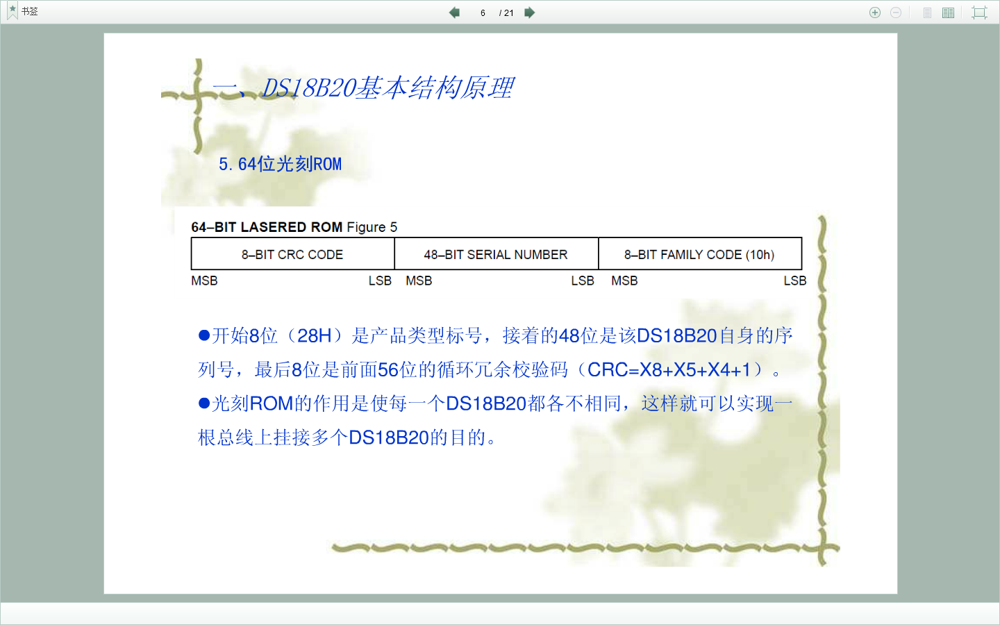 书签
6 / 21
一、DS18B20基本结构原理
5.64位光刻ROM
64–BIT LASERED ROM Figure 5
8–BIT CRC CODE 48–BIT SERIAL NUMBER 8–BIT FAMILY CODE (10h)
MSB LSB MSB LSB MSB LSB
●开始8位（28H）是产品类型标号，接着的48位是该DS18B20自身的序
列号，最后8位是前面56位的循环冗余校验码（CRC=X8+X5+X4+1）。
●光刻ROM的作用是使每一个DS18B20都各不相同，这样就可以实现一
根总线上挂接多个DS18B20的目的。